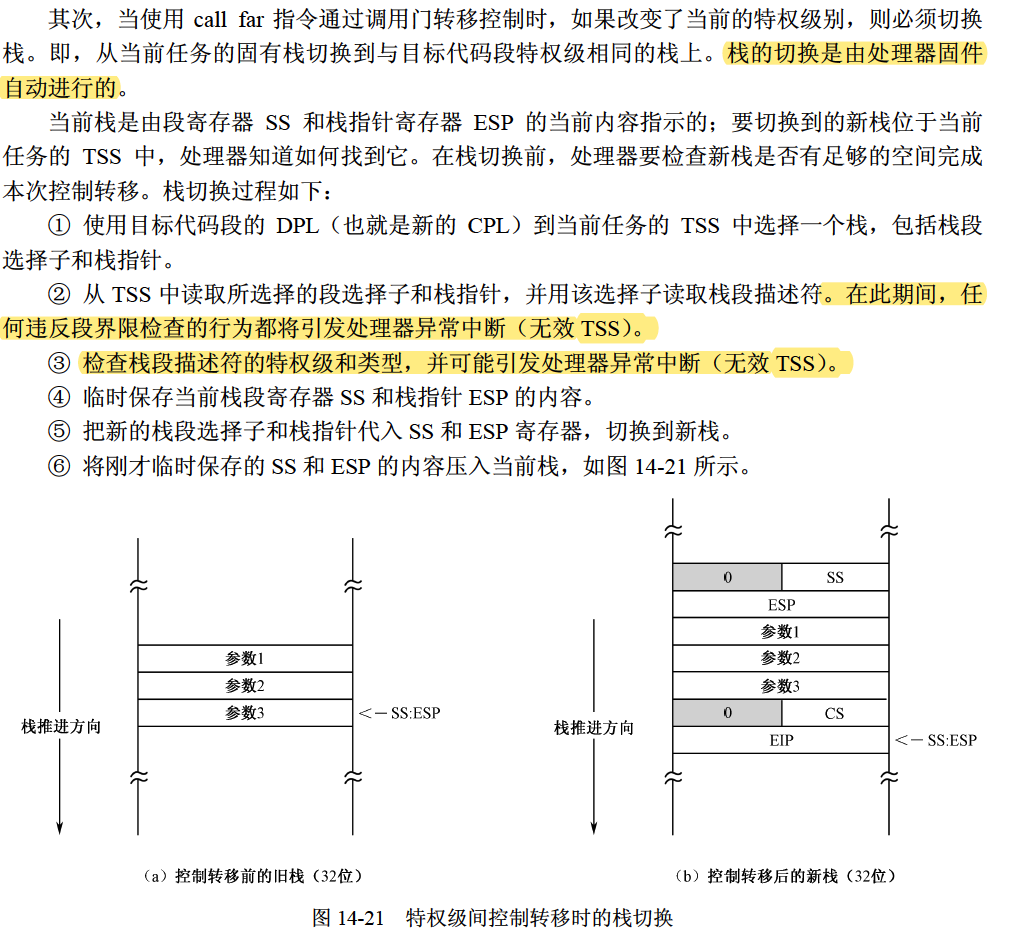 其次，当使用 call far 指令通过调用门转移控制时，如果改变了当前的特权级别，则必须切换
栈。即，从当前任务的固有栈切换到与目标代码段特权级相同的栈上。栈的切换是由处理器固件
自动进行的。
当前栈是由段寄存器 SS 和栈指针寄存器 ESP 的当前内容指示的；要切换到的新栈位于当前
任务的 TSS 中，处理器知道如何找到它。在栈切换前，处理器要检查新栈是否有足够的空间完成
本次控制转移。栈切换过程如下：
① 使用目标代码段的 DPL（也就是新的 CPL）到当前任务的 TSS 中选择一个栈，包括栈段
选择子和栈指针。
② 从 TSS 中读取所选择的段选择子和栈指针，并用该选择子读取栈段描述符。在此期间，任
何违反段界限检查的行为都将引发处理器异常中断（无效 TSS）。
③ 检查栈段描述符的特权级和类型，并可能引发处理器异常中断（无效 TSS）。
④ 临时保存当前栈段寄存器 SS 和栈指针 ESP 的内容。
⑤ 把新的栈段选择子和栈指针代入 SS 和 ESP 寄存器，切换到新栈。
⑥ 将刚才临时保存的 SS 和 ESP 的内容压入当前栈，如图 14-21 所示。
栈推进方向
参数1
参数2
参数3
SS:ESP
（a）控制转移前的旧栈（32位）
栈推进方向
0 SS
ESP
参数1
参数2
参数3
0 CS
EIP
SS:ESP
（b）控制转移后的新栈（32位）
图 14-21 特权级间控制转移时的栈切换